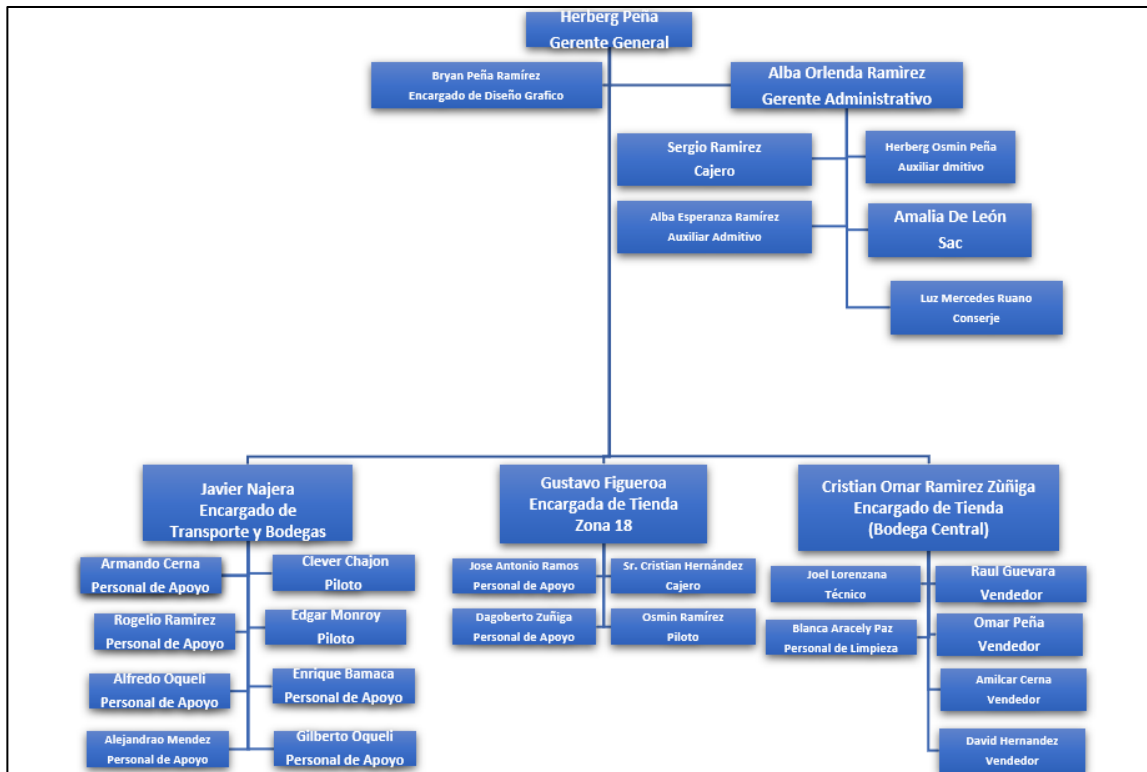 Herberg Peña
Gerente General
Bryan Peña Ramírez
Encargado de Diseño Grafico
Alba Orlenda Ramìrez
Gerente Administrativo
Sergio Ramirez
Cajero
Herberg Osmin Peña
Auxiliar dmitivo
Alba Esperanza Ramírez
Auxiliar Admitivo
Amalia De León
Sac
Luz Mercedes Ruano
Conserje
Javier Najera
Encargado de
Transporte y Bodegas
Armando Cerna
Personal de Apoyo
Clever Chajon
Piloto
Rogelio Ramirez
Personal de Apoyo
Edgar Monroy
Piloto
Alfredo Oqueli
Personal de Apoyo
Enrique Bamaca
Personal de Apoyo
Alejandrao Mendez
Personal de Apoyo
Gilberto Oqueli
Personal de Apoyo
Gustavo Figueroa
Encargada de Tienda
Zona 18
Jose Antonio Ramos
Personal de Apoyo
Sr. Cristian Hernández
Cajero
Dagoberto Zuñiga
Personal de Apoyo
Osmin Ramírez
Piloto
Cristian Omar Ramìrez Zùñiga
Encargado de Tienda
(Bodega Central)
Joel Lorenzana
Técnico
Raul Guevara
Vendedor
Blanca Aracely Paz
Personal de Limpieza
Omar Peña
Vendedor
Amilcar Cerna
Vendedor
David Hernandez
Vendedor